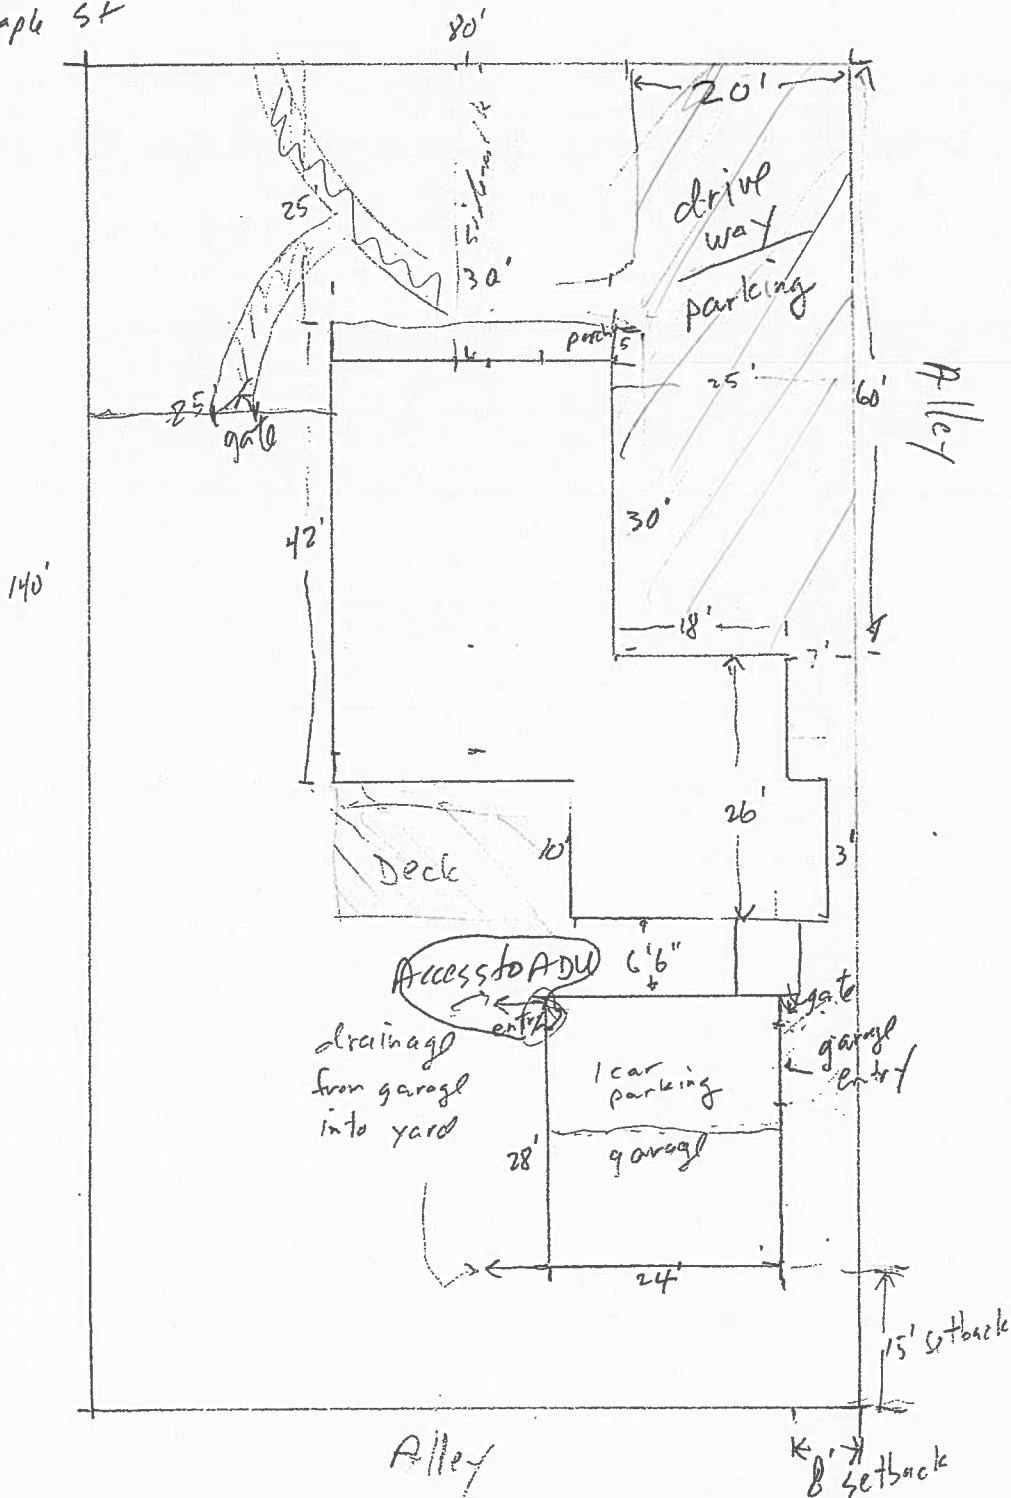 St
80'
20'
drive
way
parking
25
30'
porch
5
25'
60'
Alley
25'
gate
42'
30'
140'
18'
7'
26'
10'
3'
Deck
Access to ADU
6'6"
entry
gate
drainage
from garage
into yard
garage
entry
1 car
parking
garage
28'
24'
15' setback
Alley
8' setback